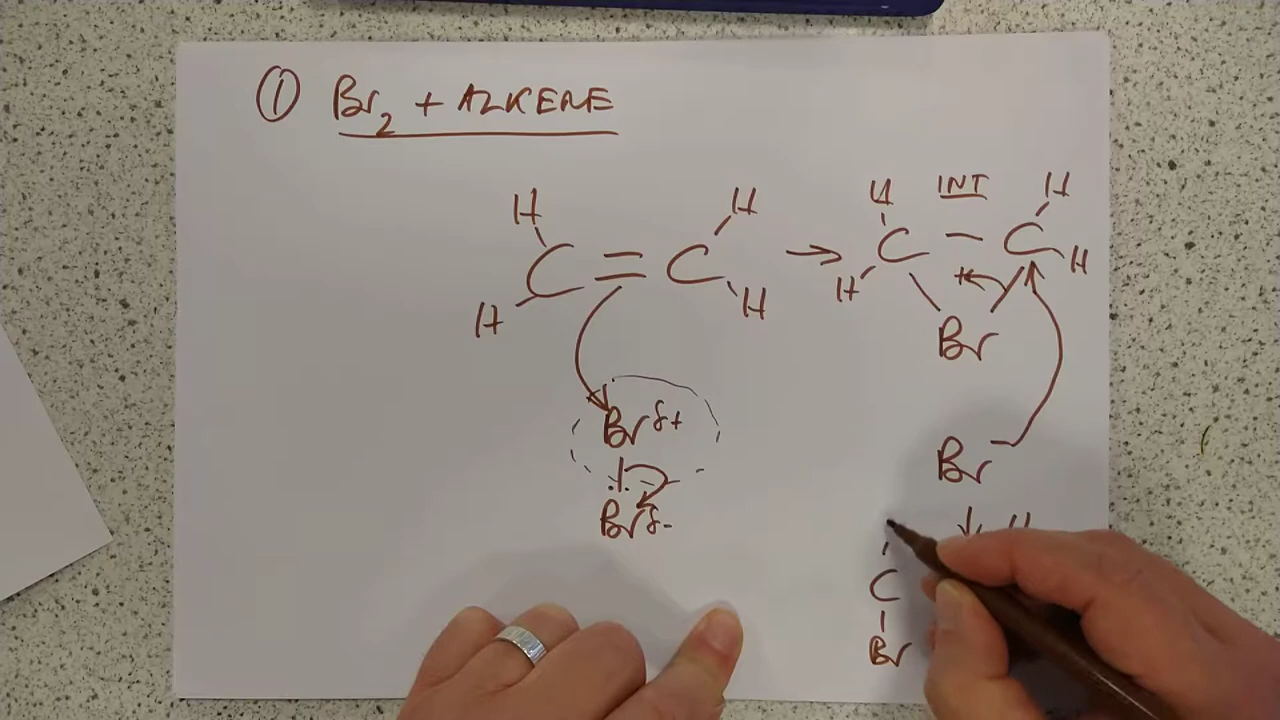 ① Br2 + ALKENE
H H H INT H
C = C → C — C
H H H H
Br
Brδ+
Br
Brδ-
H
C
Br